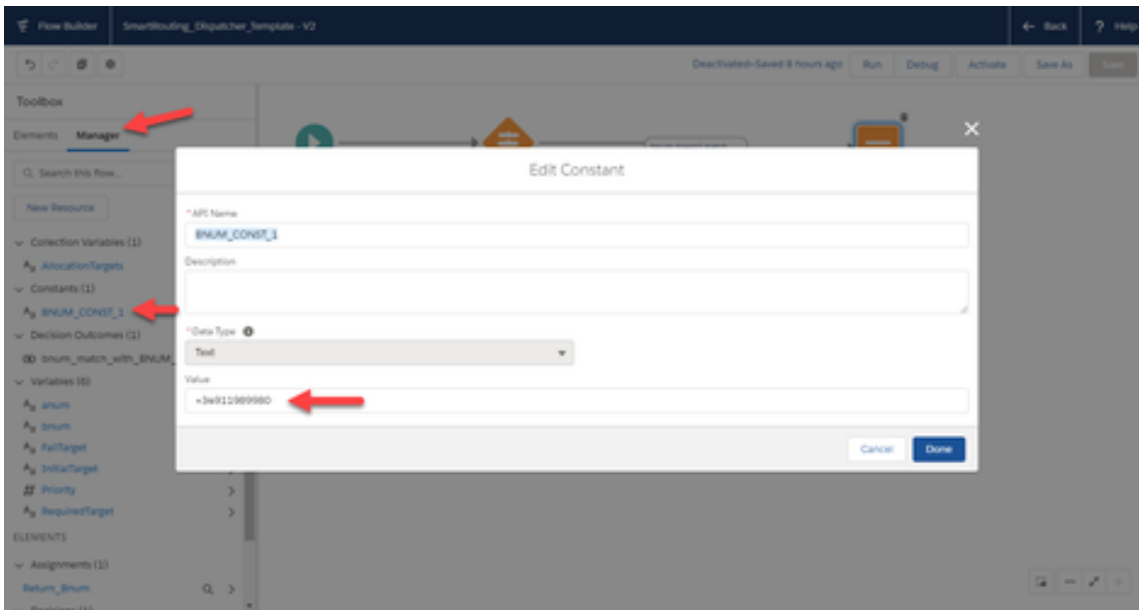 Flow Builder SmartRouting_Dispatcher_Template - V2 Back ? Help
Deactivated—Saved 8 hours ago Run Debug Activate Save As Save
Toolbox
Elements Manager
Search this flow...
New Resource
Collection Variables (1)
AllocationTargets
Constants (1)
BNUM_CONST_1
Decision Outcomes (1)
bnum_match_with_BNUM_
Variables (6)
anum
bnum
FailTarget
InitialTarget
Priority
RequiredTarget
ELEMENTS
Assignments (1)
Return_Bnum
Edit Constant
*API Name
BNUM_CONST_1
Description
*Data Type
Text
Value
Cancel Done